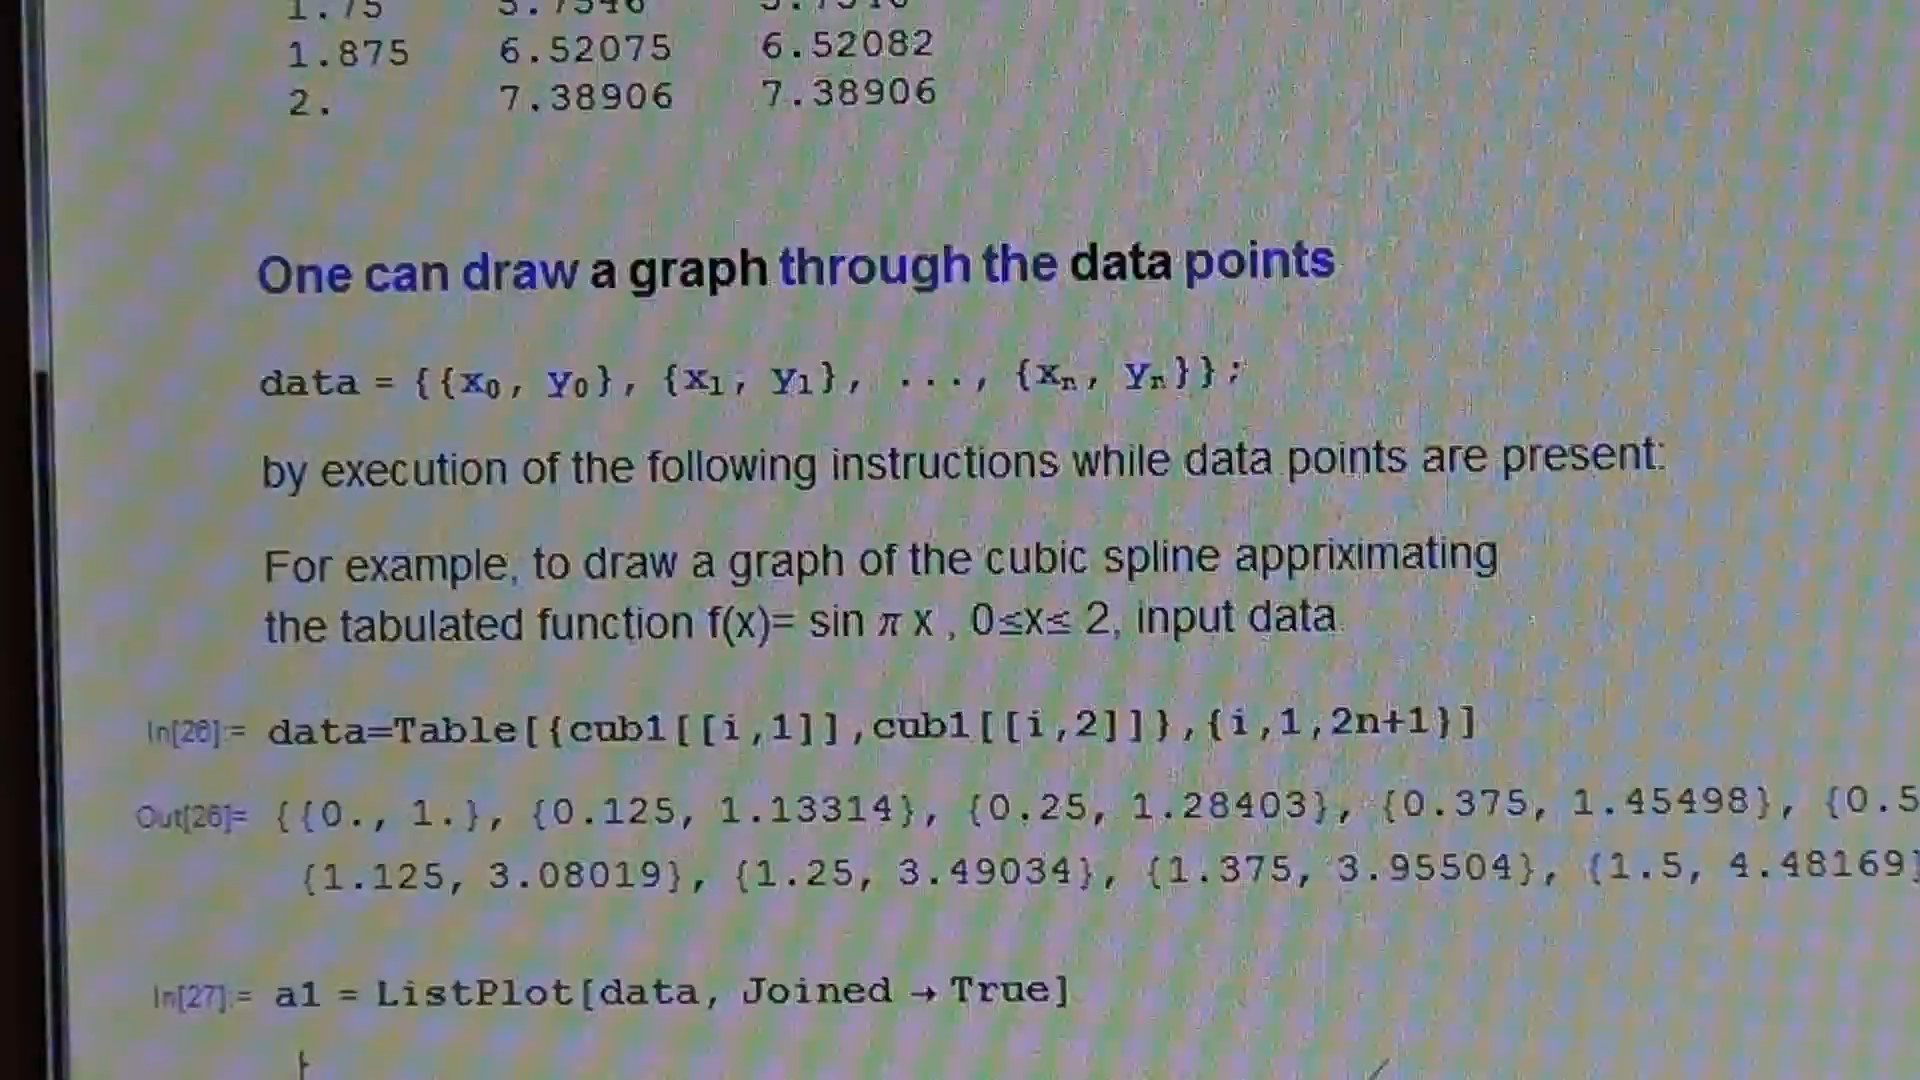 1.875 6.52075 6.52082
2. 7.38906 7.38906
One can draw a graph through the data points
data = {{x₀, y₀}, {x₁, y₁}, ..., {xₙ, yₙ}};
by execution of the following instructions while data points are present:
For example, to draw a graph of the cubic spline appriximating
the tabulated function f(x)= sin π x , 0≤x≤ 2, input data
In[26]:= data=Table[{cub1[[i,1]],cub1[[i,2]]},{i,1,2n+1}]
Out[26]= {{0., 1.}, {0.125, 1.13314}, {0.25, 1.28403}, {0.375, 1.45498}, {0.5
{1.125, 3.08019}, {1.25, 3.49034}, {1.375, 3.95504}, {1.5, 4.48169}
In[27]:= a1 = ListPlot[data, Joined → True]